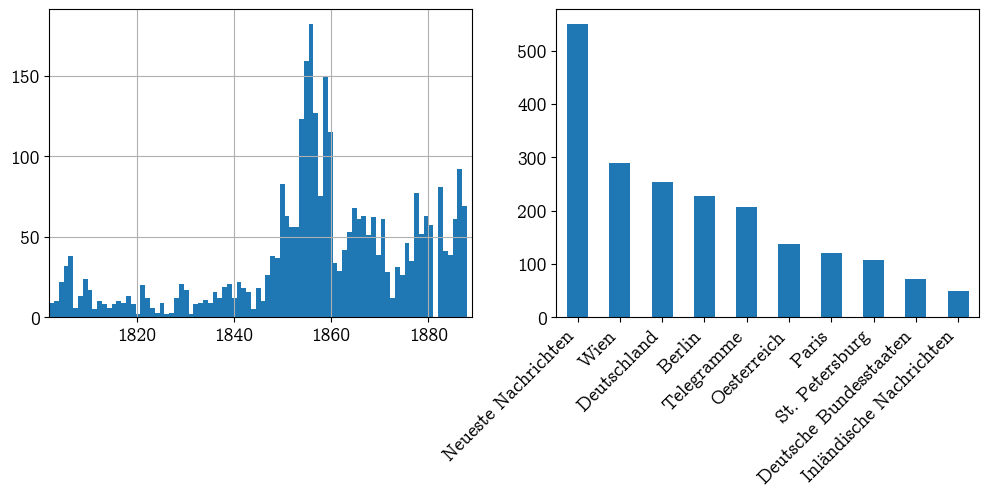 150
100
50
0
1820 1840 1860 1880
500
400
300
200
100
0
Neueste Nachrichten
Wien
Deutschland
Berlin
Telegramme
Oesterreich
Paris
St. Petersburg
Deutsche Bundesstaaten
Inländische Nachrichten